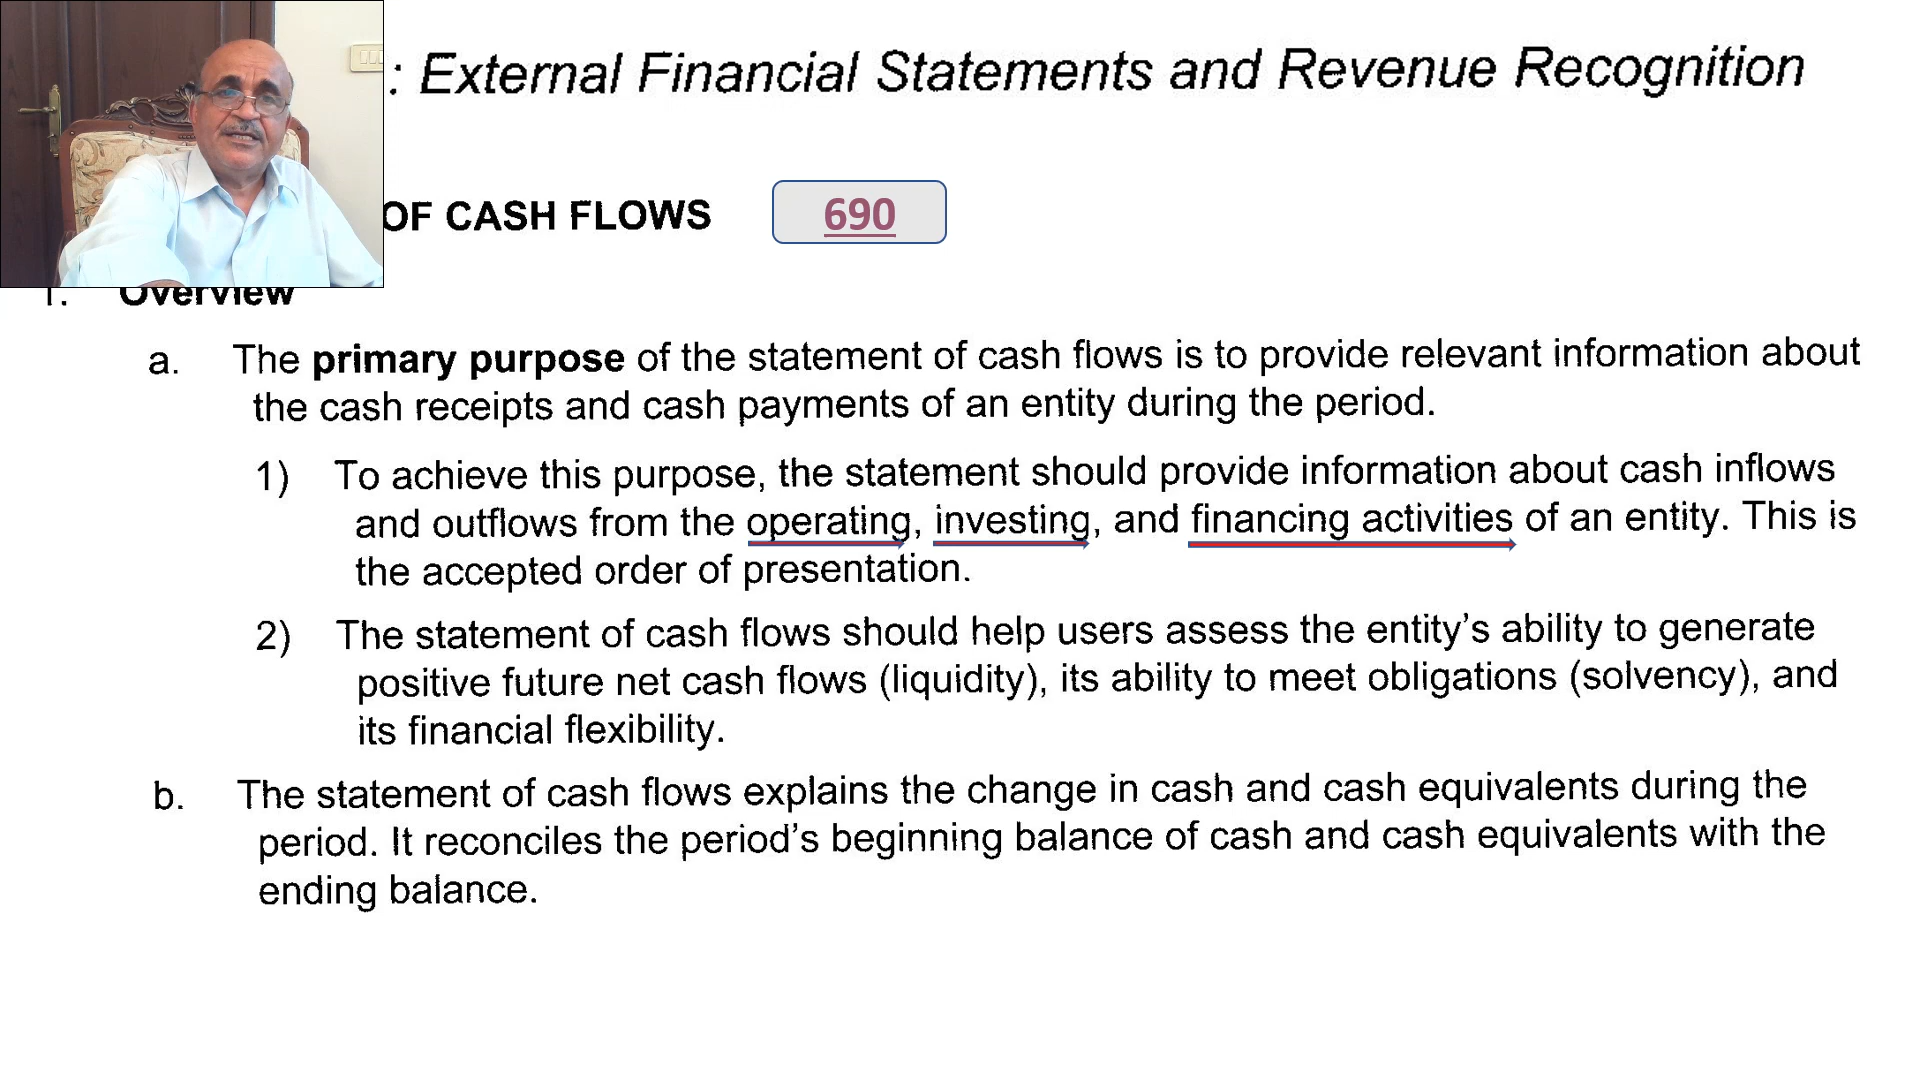 : External Financial Statements and Revenue Recognition
OF CASH FLOWS 690
1. Overview
a. The primary purpose of the statement of cash flows is to provide relevant information about
the cash receipts and cash payments of an entity during the period.
1) To achieve this purpose, the statement should provide information about cash inflows
and outflows from the operating, investing, and financing activities of an entity. This is
the accepted order of presentation.
2) The statement of cash flows should help users assess the entity's ability to generate
positive future net cash flows (liquidity), its ability to meet obligations (solvency), and
its financial flexibility.
b. The statement of cash flows explains the change in cash and cash equivalents during the
period. It reconciles the period's beginning balance of cash and cash equivalents with the
ending balance.